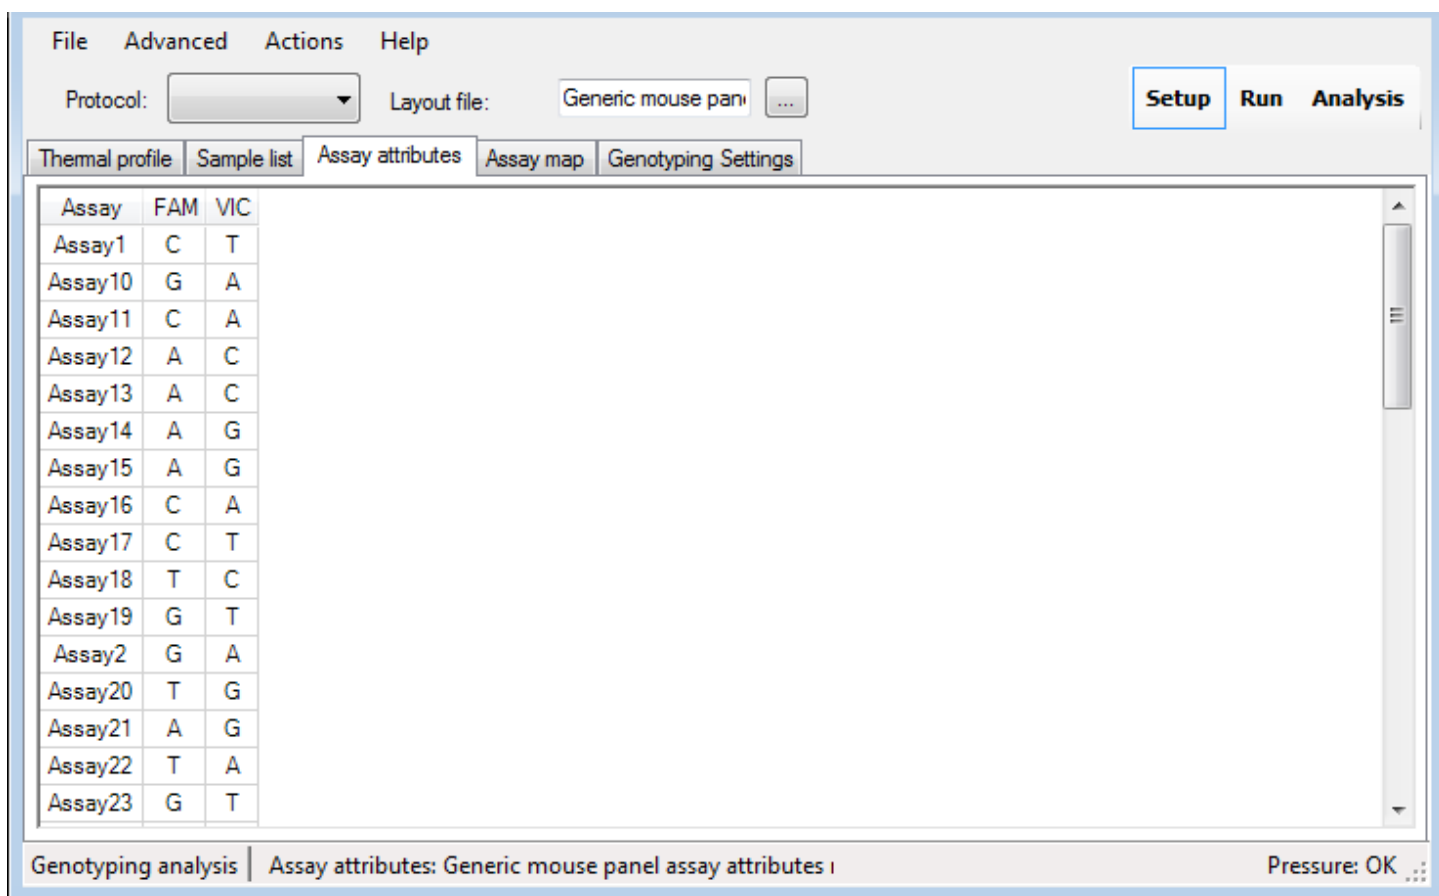 File Advanced Actions Help
Protocol: Layout file: Generic mouse pan ... Setup Run Analysis
Thermal profile Sample list Assay attributes Assay map Genotyping Settings
Assay FAM VIC
Assay1 C T
Assay10 G A
Assay11 C A
Assay12 A C
Assay13 A C
Assay14 A G
Assay15 A G
Assay16 C A
Assay17 C T
Assay18 T C
Assay19 G T
Assay2 G A
Assay20 T G
Assay21 A G
Assay22 T A
Assay23 G T
Genotyping analysis Assay attributes: Generic mouse panel assay attributes Pressure: OK